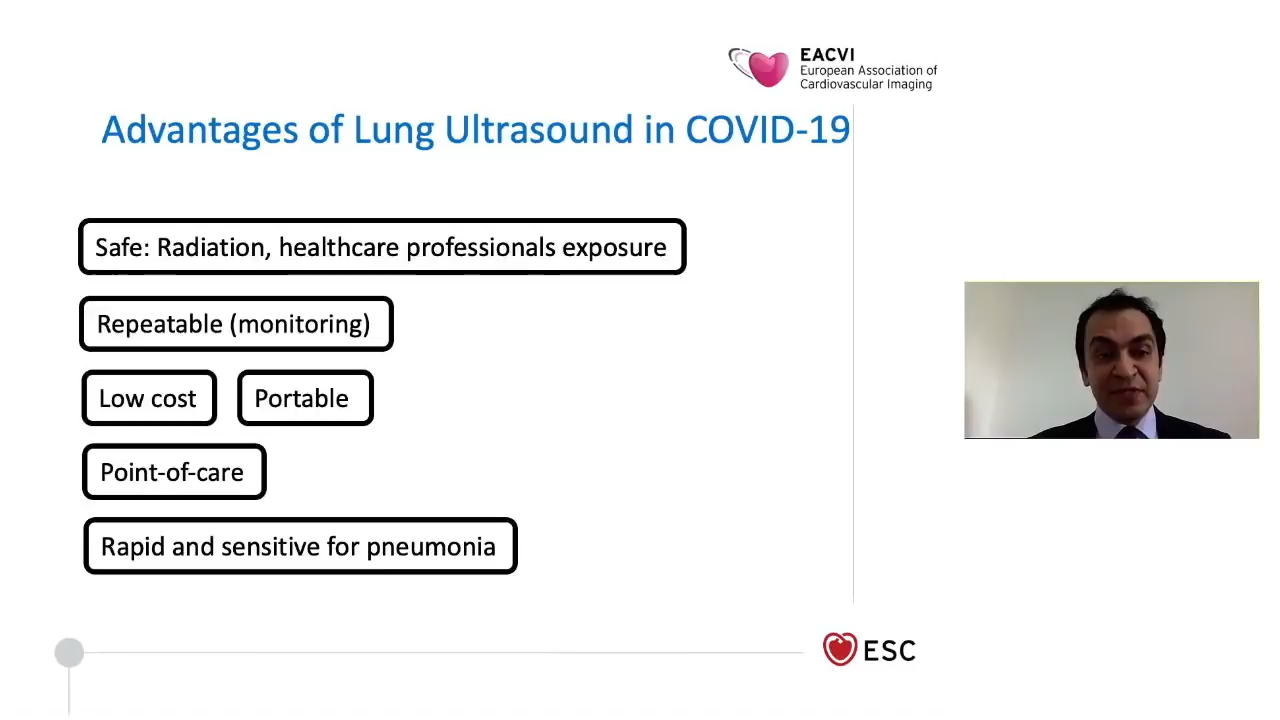 EACVI
European Association of
Cardiovascular Imaging
Advantages of Lung Ultrasound in COVID-19
Safe: Radiation, healthcare professionals exposure
Repeatable (monitoring)
Low cost
Portable
Point-of-care
Rapid and sensitive for pneumonia
ESC